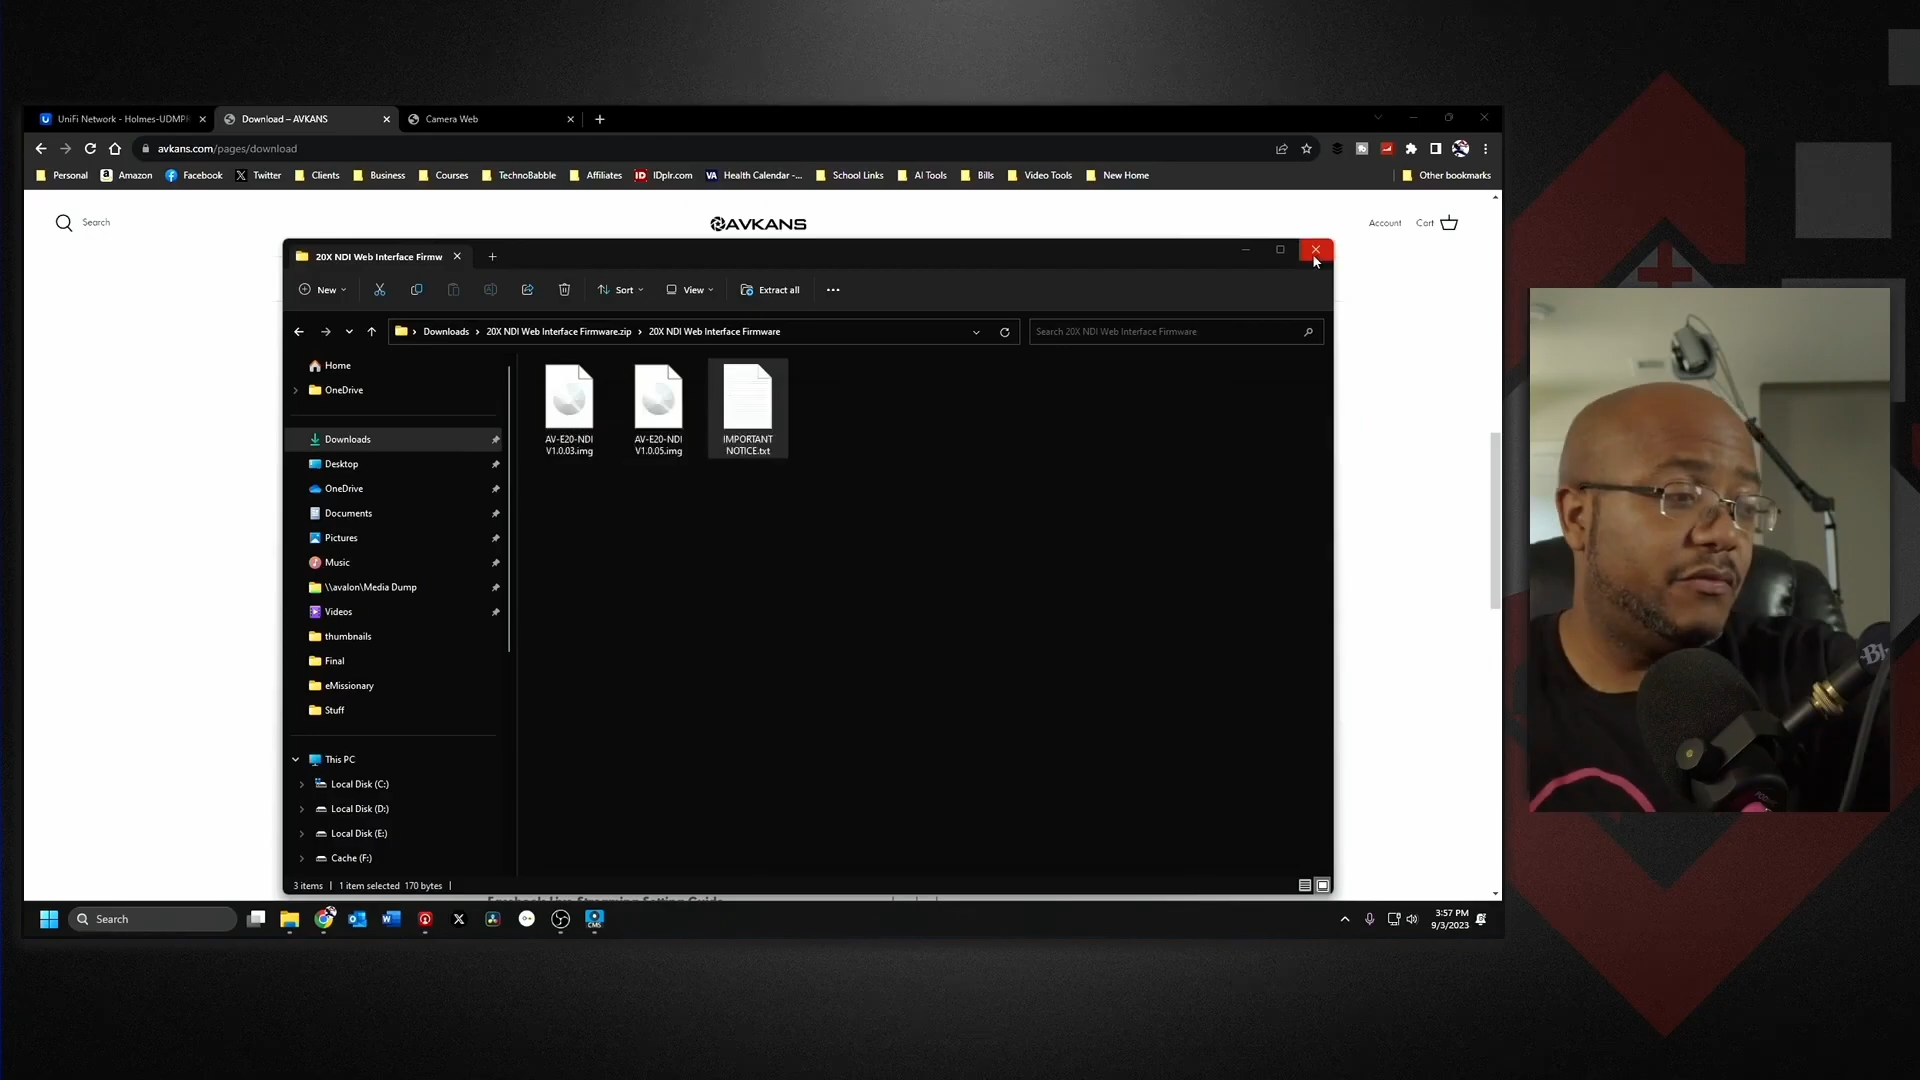 UniFi Network - Holmes-UDMPR
Download – AVKANS
Camera Web
avkans.com/pages/download
Personal
Amazon
Facebook
Twitter
Clients
Business
Courses
TechnoBabble
Affiliates
IDplr.com
Health Calendar -...
School Links
AI Tools
Bills
Video Tools
New Home
Other bookmarks
Search
AVKANS
Account
Cart
20X NDI Web Interface Firmw
New
Sort
View
Extract all
Downloads > 20X NDI Web Interface Firmware.zip > 20X NDI Web Interface Firmware
Search 20X NDI Web Interface Firmware
Home
OneDrive
Downloads
Desktop
OneDrive
Documents
Pictures
Music
\\avalon\Media Dump
Videos
thumbnails
Final
eMissionary
Stuff
This PC
Local Disk (C:)
Local Disk (D:)
Local Disk (E:)
Cache (F:)
AV-E20-NDI
V1.0.03.img
AV-E20-NDI
V1.0.05.img
IMPORTANT
NOTICE.txt
3 items
1 item selected 170 bytes
Search
CMS
3:57 PM
9/3/2023